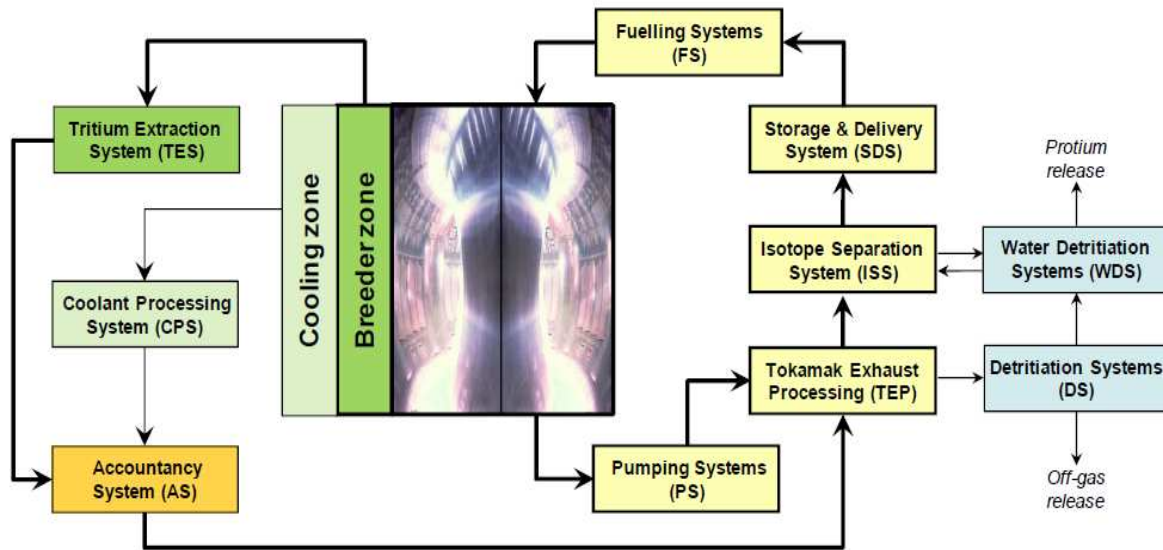 Fuelling Systems
(FS)
Tritium Extraction
System (TES)
Storage & Delivery
System (SDS)
Protium
release
Cooling zone
Breeder zone
Isotope Separation
System (ISS)
Water Detritiation
Systems (WDS)
Coolant Processing
System (CPS)
Tokamak Exhaust
Processing (TEP)
Detritiation Systems
(DS)
Accountancy
System (AS)
Pumping Systems
(PS)
Off-gas
release